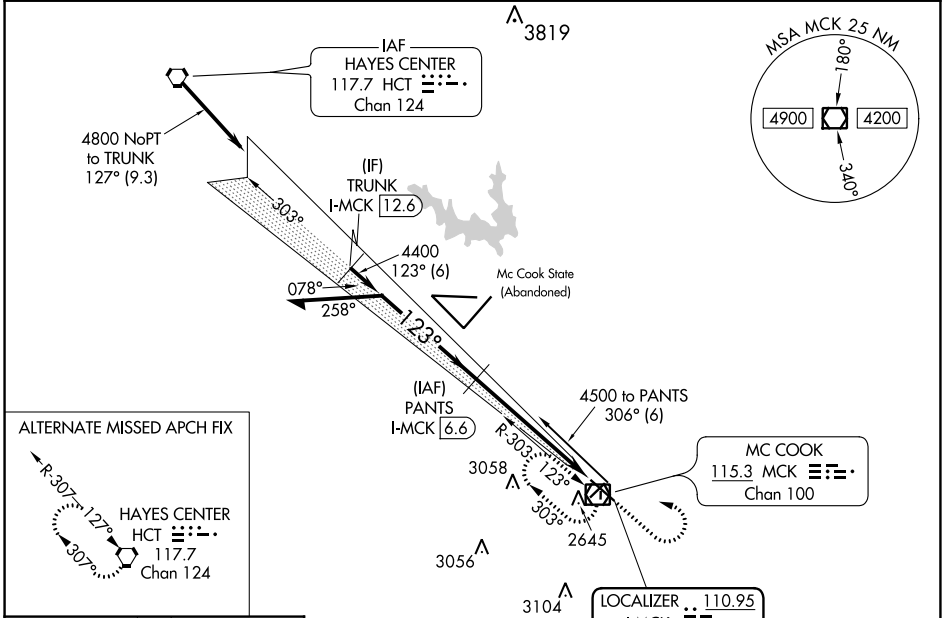 3819
IAF
HAYES CENTER
117.7 HCT
Chan 124
MSA MCK 25 NM
180°
4900
4200
340°
4800 NoPT
to TRUNK
127° (9.3)
(IF)
TRUNK
I-MCK 12.6
303°
4400
123° (6)
Mc Cook State
(Abandoned)
078°
258°
123°
(IAF)
PANTS
I-MCK 6.6
4500 to PANTS
306° (6)
R-303
123°
303°
3058
2645
MC COOK
115.3 MCK
Chan 100
ALTERNATE MISSED APCH FIX
R-307
127°
307°
HAYES CENTER
HCT
117.7
Chan 124
3056
3104
LOCALIZER 110.95